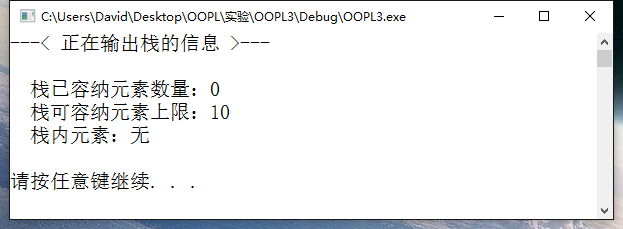 C:\Users\David\Desktop\OOPL\实验\OOPL3\Debug\OOPL3.exe
---< 正在输出栈的信息 >---
栈已容纳元素数量：0
栈可容纳元素上限：10
栈内元素：无
请按任意键继续. . .